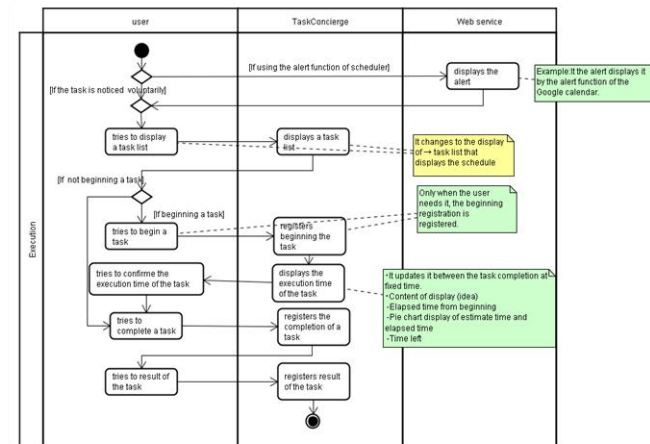 user
TaskConcierge
Web service
Execution
[If using the alert function of scheduler]
displays the
alert
Example:It the alert displays it
by the alert function of the
Google calendar.
[If the task is noticed voluntarily]
tries to display
a task list
displays a task
list
It changes to the display
of → task list that
displays the schedule
[If not beginning a task]
Only when the user
needs it, the beginning
registration is
registered.
[If beginning a task]
tries to begin a
task
registers
beginning the
task
tries to confirme the
execution time of the task
displays the
execution time
of the task
・It updates it between the task completion at
fixed time.
・Content of display (idea)
-Elapsed time from beginning
-Pie chart display of estimate time and
elapsed time
-Time left
tries to
complete a task
registers the
completion of a
task
tries to result of
the task
registers result
of the task